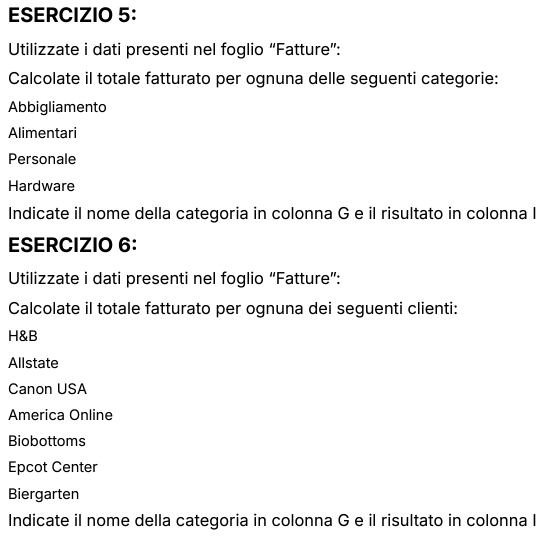 ESERCIZIO 5:
Utilizzate i dati presenti nel foglio “Fatture”:
Calcolate il totale fatturato per ognuna delle seguenti categorie:
Abbigliamento
Alimentari
Personale
Hardware
Indicate il nome della categoria in colonna G e il risultato in colonna I
ESERCIZIO 6:
Utilizzate i dati presenti nel foglio “Fatture”:
Calcolate il totale fatturato per ognuna dei seguenti clienti:
H&B
Allstate
Canon USA
America Online
Biobottoms
Epcot Center
Biergarten
Indicate il nome della categoria in colonna G e il risultato in colonna I